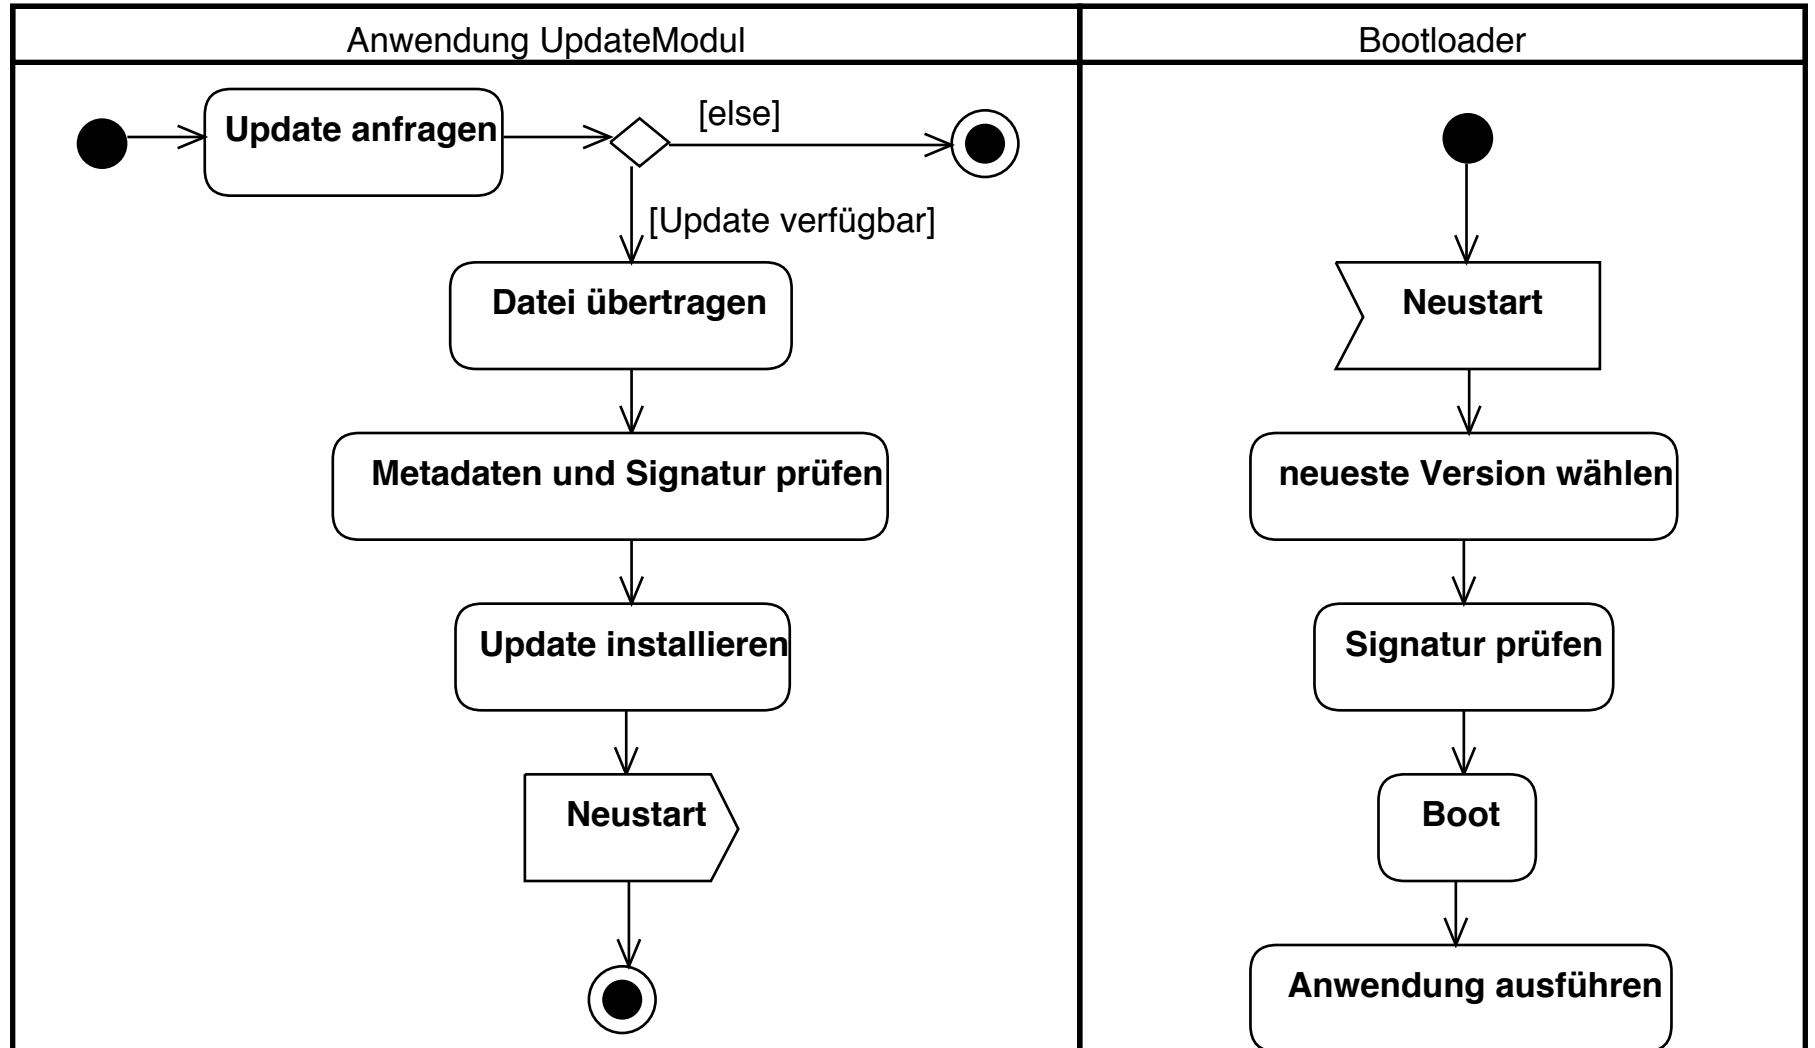 Anwendung UpdateModul
Bootloader
Update anfragen
[else]
[Update verfügbar]
Datei übertragen
Metadaten und Signatur prüfen
Update installieren
Neustart
Neustart
neueste Version wählen
Signatur prüfen
Boot
Anwendung ausführen